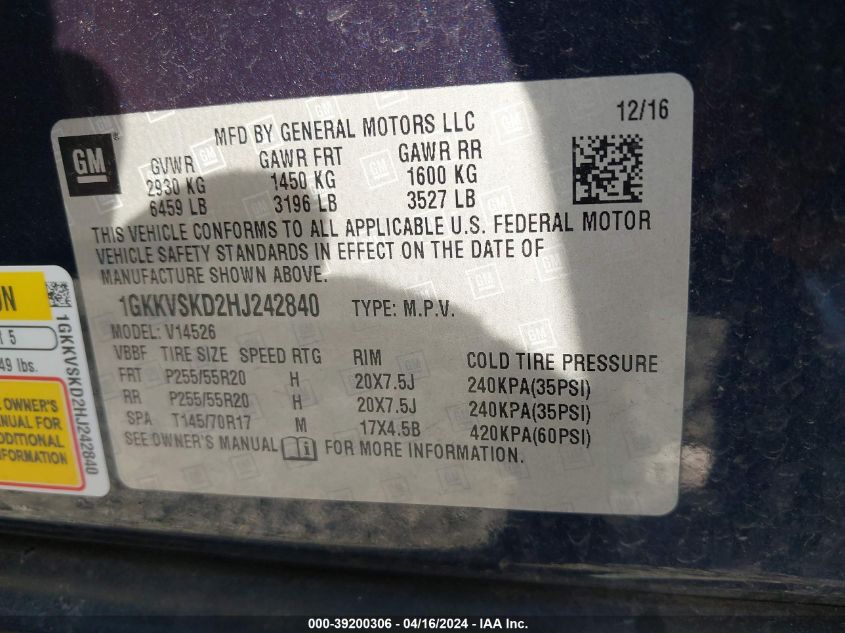 12/16
MFD BY GENERAL MOTORS LLC
GM
GVWR GAWR FRT GAWR RR
2930 KG 1450 KG 1600 KG
6459 LB 3196 LB 3527 LB
THIS VEHICLE CONFORMS TO ALL APPLICABLE U.S. FEDERAL MOTOR
VEHICLE SAFETY STANDARDS IN EFFECT ON THE DATE OF
MANUFACTURE SHOWN ABOVE.
1GKKVSKD2HJ242840 TYPE: M.P.V.
MODEL: V14526
VBBF TIRE SIZE SPEED RTG RIM COLD TIRE PRESSURE
FRT P255/55R20 H 20X7.5J 240KPA(35PSI)
RR P255/55R20 H 20X7.5J 240KPA(35PSI)
SPA T145/70R17 M 17X4.5B 420KPA(60PSI)
SEE OWNER'S MANUAL FOR MORE INFORMATION.
5
49 lbs.
OWNER'S
FOR
INFORMATION
1GKKVSKD2HJ242840
000-39200306 - 04/16/2024 - IAA Inc.